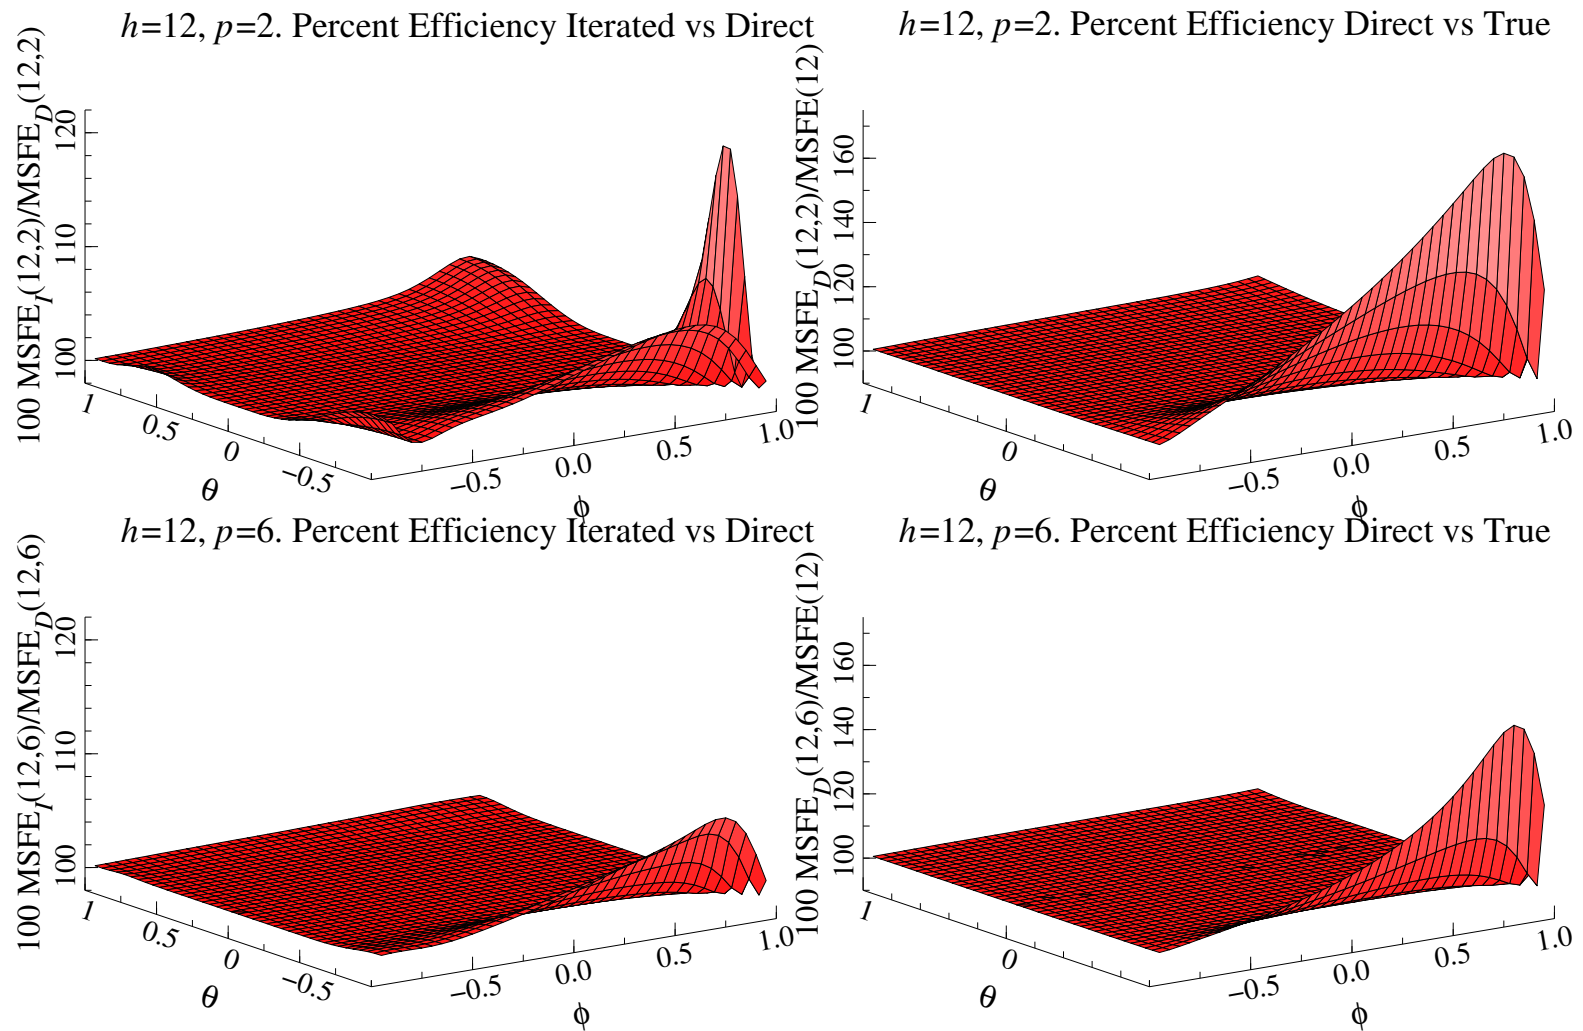 h=12, p=2. Percent Efficiency Iterated vs Direct
100 MSFE_I(12,2)/MSFE_D(12,2)
120
110
100
1
0.5
0
−0.5
θ
−0.5
0.0
0.5
1.0
ϕ
h=12, p=2. Percent Efficiency Direct vs True
100 MSFE_D(12,2)/MSFE(12)
160
140
120
100
1
0
θ
−0.5
0.0
0.5
1.0
ϕ
h=12, p=6. Percent Efficiency Iterated vs Direct
100 MSFE_I(12,6)/MSFE_D(12,6)
120
110
100
1
0.5
0
−0.5
θ
−0.5
0.0
0.5
1.0
ϕ
h=12, p=6. Percent Efficiency Direct vs True
100 MSFE_D(12,6)/MSFE(12)
160
140
120
100
1
0
θ
−0.5
0.0
0.5
1.0
ϕ